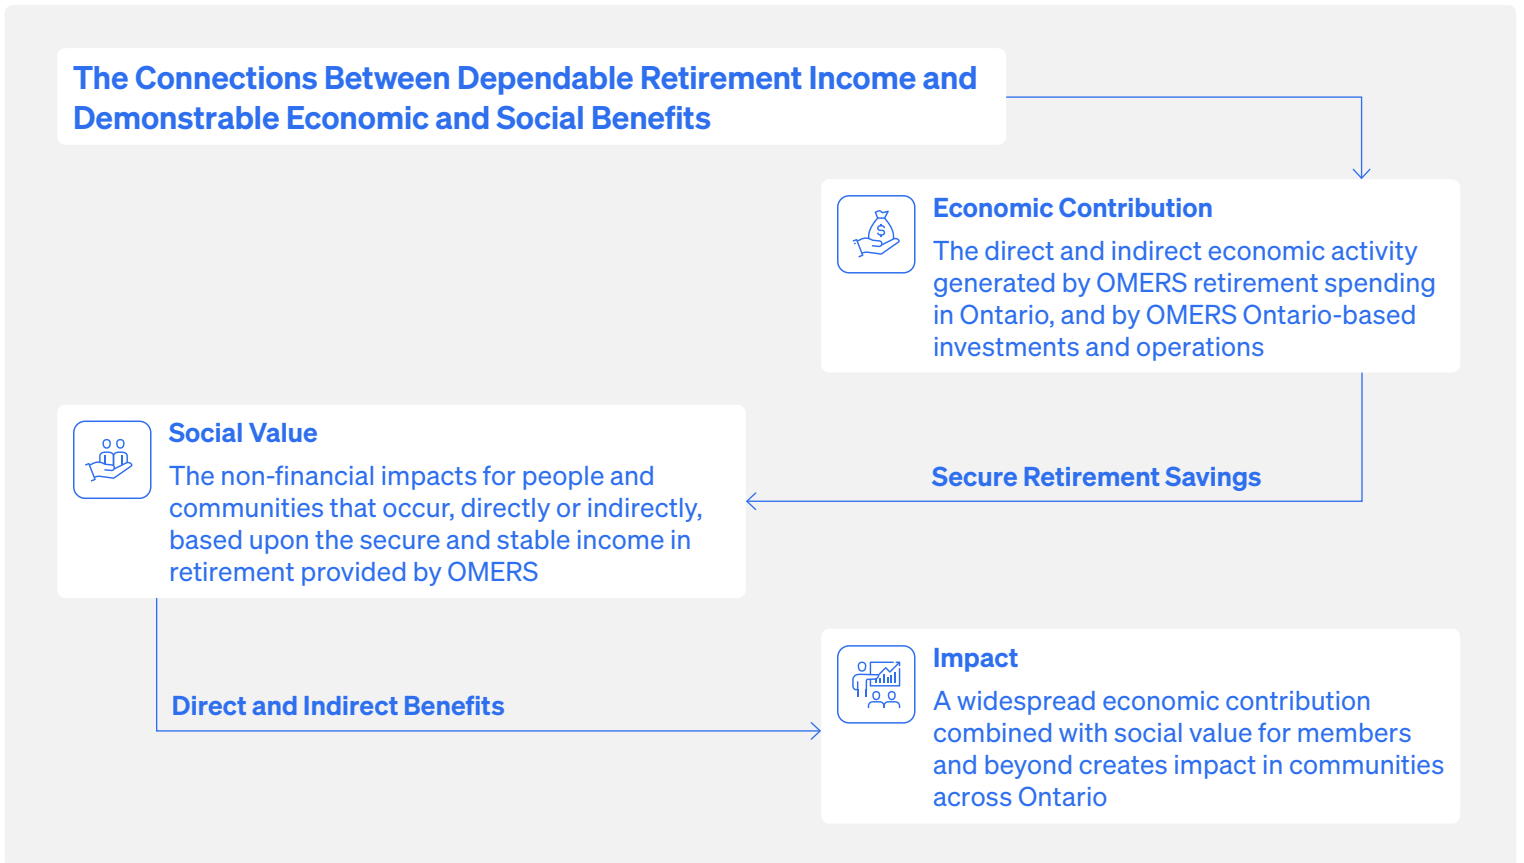 The Connections Between Dependable Retirement Income and
Demonstrable Economic and Social Benefits
Economic Contribution
The direct and indirect economic activity
generated by OMERS retirement spending
in Ontario, and by OMERS Ontario-based
investments and operations
Secure Retirement Savings
Social Value
The non-financial impacts for people and
communities that occur, directly or indirectly,
based upon the secure and stable income in
retirement provided by OMERS
Direct and Indirect Benefits
Impact
A widespread economic contribution
combined with social value for members
and beyond creates impact in communities
across Ontario